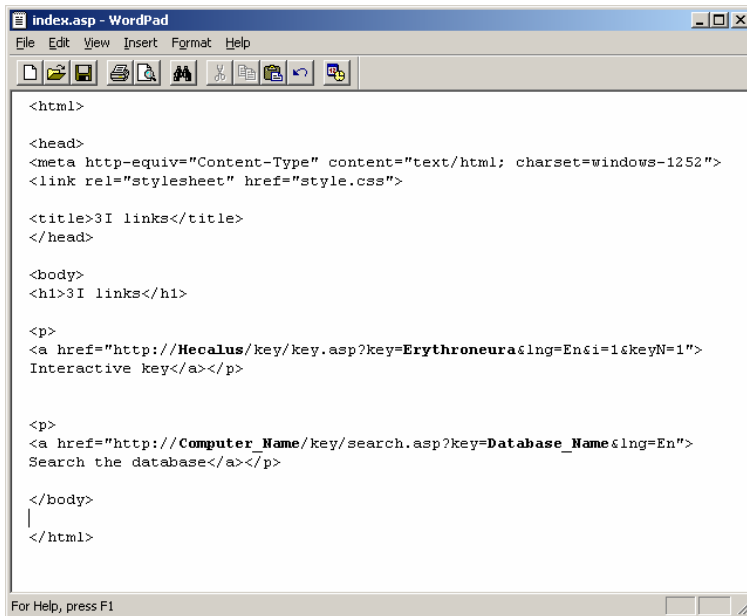 index.asp - WordPad
File Edit View Insert Format Help
<html>
<head>
<meta http-equiv="Content-Type" content="text/html; charset=windows-1252">
<link rel="stylesheet" href="style.css">
<title>3I links</title>
</head>
<body>
<h1>3I links</h1>
<p>
<a href="http://Hecalus/key/key.asp?key=Erythroneura&lng=En&i=1&keyN=1">
Interactive key</a></p>
<p>
<a href="http://Computer_Name/key/search.asp?key=Database_Name&lng=En">
Search the database</a></p>
</body>
</html>
For Help, press F1